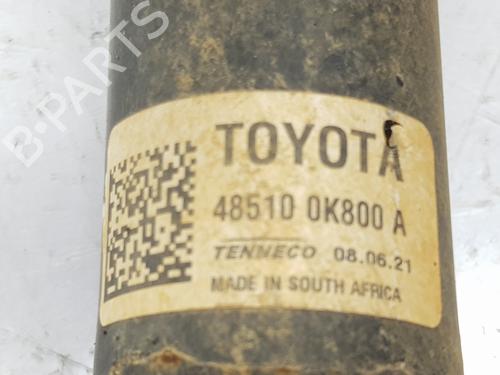 B-PARTS
TOYOTA
48510 0K800 A
TENNECO 08.06.21
MADE IN SOUTH AFRICA